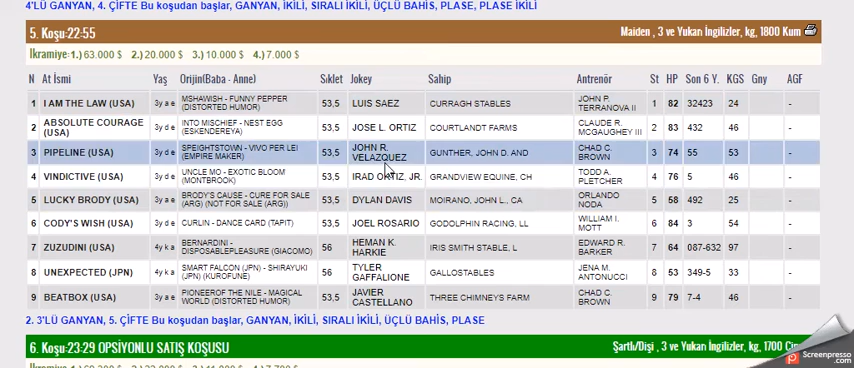 4'LÜ GANYAN, 4. ÇİFTE Bu koşudan başlar, GANYAN, İKİLİ, SIRALI İKİLİ, ÜÇLÜ BAHİS, PLASE, PLASE İKİLİ
5. Koşu:22:55 Maiden , 3 ve Yukarı İngilizler, kg, 1800 Kum
İkramiye:1.) 63.000 $ 2.) 20.000 $ 3.) 10.000 $ 4.) 7.000 $
N At İsmi Yaş Orijin(Baba - Anne) Sıklet Jokey Sahip Antrenör St HP Son 6 Y. KGS Gny AGF
1 I AM THE LAW (USA) 3y a e MSHAWISH - FUNNY PEPPER (DISTORTED HUMOR) 53,5 LUIS SAEZ CURRAGH STABLES JOHN P. TERRANOVA II 1 82 32423 24 -
2 ABSOLUTE COURAGE (USA) 3y d e INTO MISCHIEF - NEST EGG (ESKENDEREYA) 53,5 JOSE L. ORTIZ COURTLANDT FARMS CLAUDE R. MCGAUGHEY III 2 83 432 46 -
3 PIPELINE (USA) 3y d e SPEIGHTSTOWN - VIVO PER LEI (EMPIRE MAKER) 53,5 JOHN R. VELAZQUEZ GUNTHER, JOHN D. AND CHAD C. BROWN 3 74 55 53 -
4 VINDICTIVE (USA) 3y d e UNCLE MO - EXOTIC BLOOM (MONTBROOK) 53,5 IRAD ORTIZ, JR. GRANDVIEW EQUINE, CH TODD A. PLETCHER 4 76 5 46 -
5 LUCKY BRODY (USA) 3y a e BRODY'S CAUSE - CURE FOR SALE (ARG) (NOT FOR SALE (ARG)) 53,5 DYLAN DAVIS MOIRANO, JOHN L., CA ORLANDO NODA 5 58 492 25 -
6 CODY'S WISH (USA) 3y d e CURLIN - DANCE CARD (TAPIT) 53,5 JOEL ROSARIO GODOLPHIN RACING, LL WILLIAM I. MOTT 6 84 3 54 -
7 ZUZUDINI (USA) 4y k a BERNARDINI - DISPOSABLEPLEASURE (GIACOMO) 56 HEMAN K. HARKIE IRIS SMITH STABLE, L EDWARD R. BARKER 7 64 087-632 97 -
8 UNEXPECTED (JPN) 4y k a SMART FALCON (JPN) - SHIRAYUKI (JPN) (KUROFUNE) 56 TYLER GAFFALIONE GALLOSTABLES JENA M. ANTONUCCI 8 53 349-5 33 -
9 BEATBOX (USA) 3y a e PIONEEROF THE NILE - MAGICAL WORLD (DISTORTED HUMOR) 53,5 JAVIER CASTELLANO THREE CHIMNEYS FARM CHAD C. BROWN 9 79 7-4 46 -
2. 3'LÜ GANYAN, 5. ÇİFTE Bu koşudan başlar, GANYAN, İKİLİ, SIRALI İKİLİ, ÜÇLÜ BAHİS, PLASE
6. Koşu:23:29 OPSİYONLU SATIŞ KOŞUSU Şartlı/Dişi , 3 ve Yukarı İngilizler, kg, 1700
Screenpresso.com